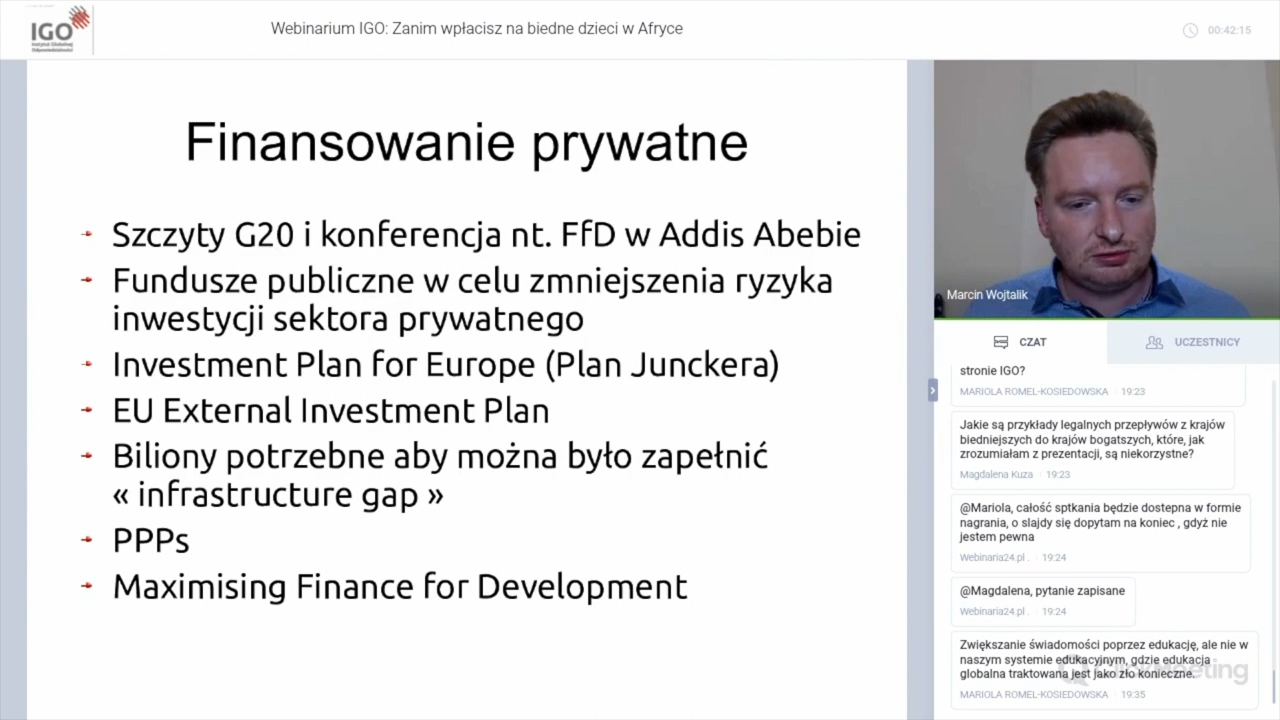 IGO
Instytut Globalnej
Odpowiedzialności
Webinarium IGO: Zanim wpłacisz na biedne dzieci w Afryce
00:42:15
Finansowanie prywatne
Szczyty G20 i konferencja nt. FfD w Addis Abebie
Fundusze publiczne w celu zmniejszenia ryzyka
inwestycji sektora prywatnego
Investment Plan for Europe (Plan Junckera)
EU External Investment Plan
Biliony potrzebne aby można było zapełnić
« infrastructure gap »
PPPs
Maximising Finance for Development
Marcin Wojtalik
CZAT
UCZESTNICY
stronie IGO?
MARIOLA ROMEL-KOSIEDOWSKA 19:23
Jakie są przykłady legalnych przepływów z krajów
biedniejszych do krajów bogatszych, które, jak
zrozumiałam z prezentacji, są niekorzystne?
Magdalena Kuza 19:23
@Mariola, całość sptkania będzie dostepna w formie
nagrania, o slajdy się dopytam na koniec , gdyż nie
jestem pewna
Webinaria24.pl . 19:24
@Magdalena, pytanie zapisane
Webinaria24.pl . 19:24
Zwiększanie świadomości poprzez edukację, ale nie w
naszym systemie edukacyjnym, gdzie edukacja
globalna traktowana jest jako zło konieczne.
MARIOLA ROMEL-KOSIEDOWSKA 19:35
ClickMeeting